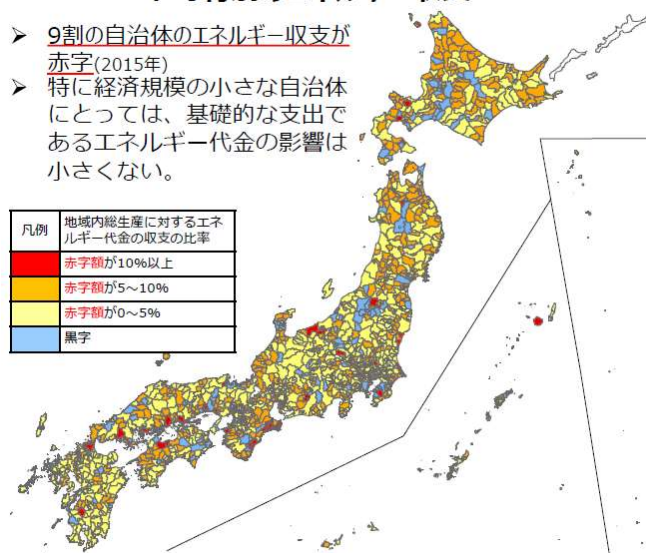 ➤ 9割の自治体のエネルギー収支が
赤字(2015年)
➤ 特に経済規模の小さな自治体
にとっては、基礎的な支出で
あるエネルギー代金の影響は
小さくない。
凡例
地域内総生産に対するエネ
ルギー代金の収支の比率
赤字額が10%以上
赤字額が5～10%
赤字額が0～5%
黒字